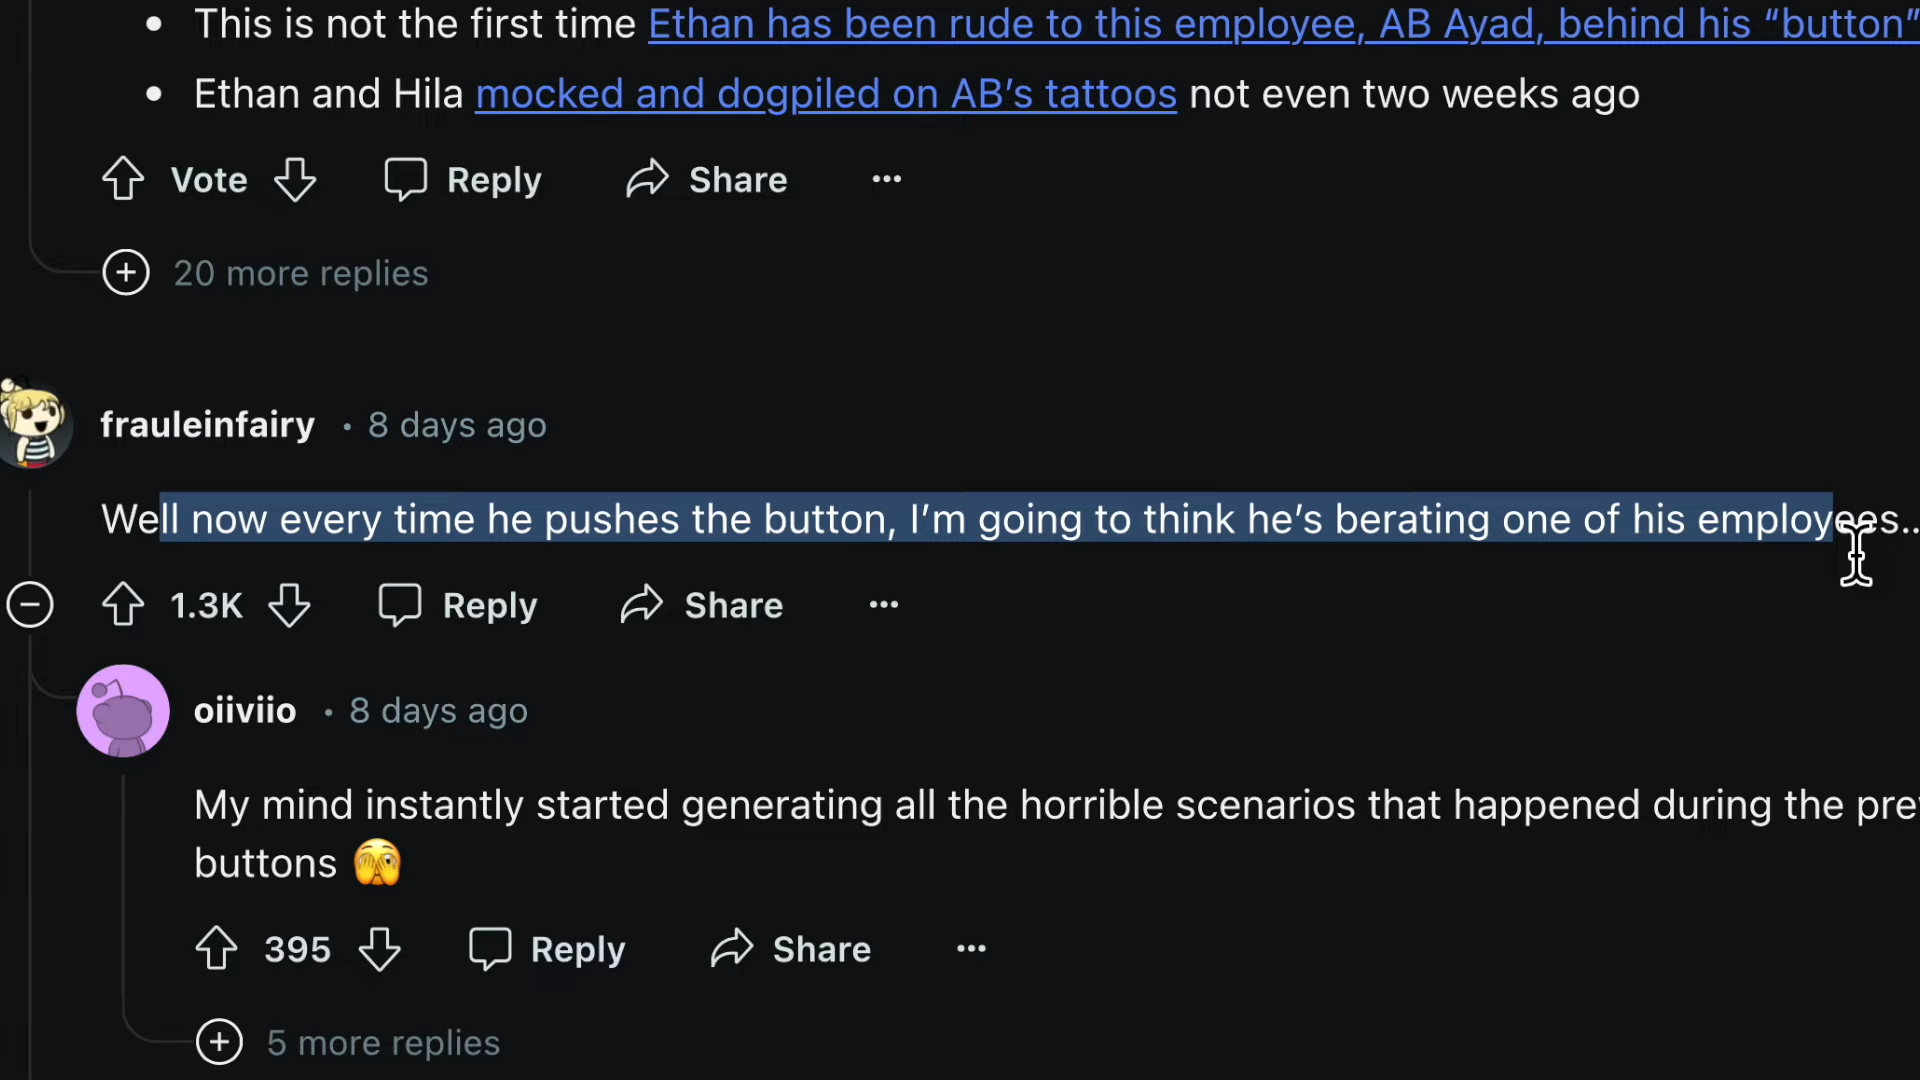 • This is not the first time Ethan has been rude to this employee, AB Ayad, behind his “button”
• Ethan and Hila mocked and dogpiled on AB’s tattoos not even two weeks ago
Vote Reply Share ...
20 more replies
frauleinfairy • 8 days ago
Well now every time he pushes the button, I’m going to think he’s berating one of his employees..
1.3K Reply Share ...
oiiviio • 8 days ago
My mind instantly started generating all the horrible scenarios that happened during the
buttons 🫣
395 Reply Share ...
5 more replies